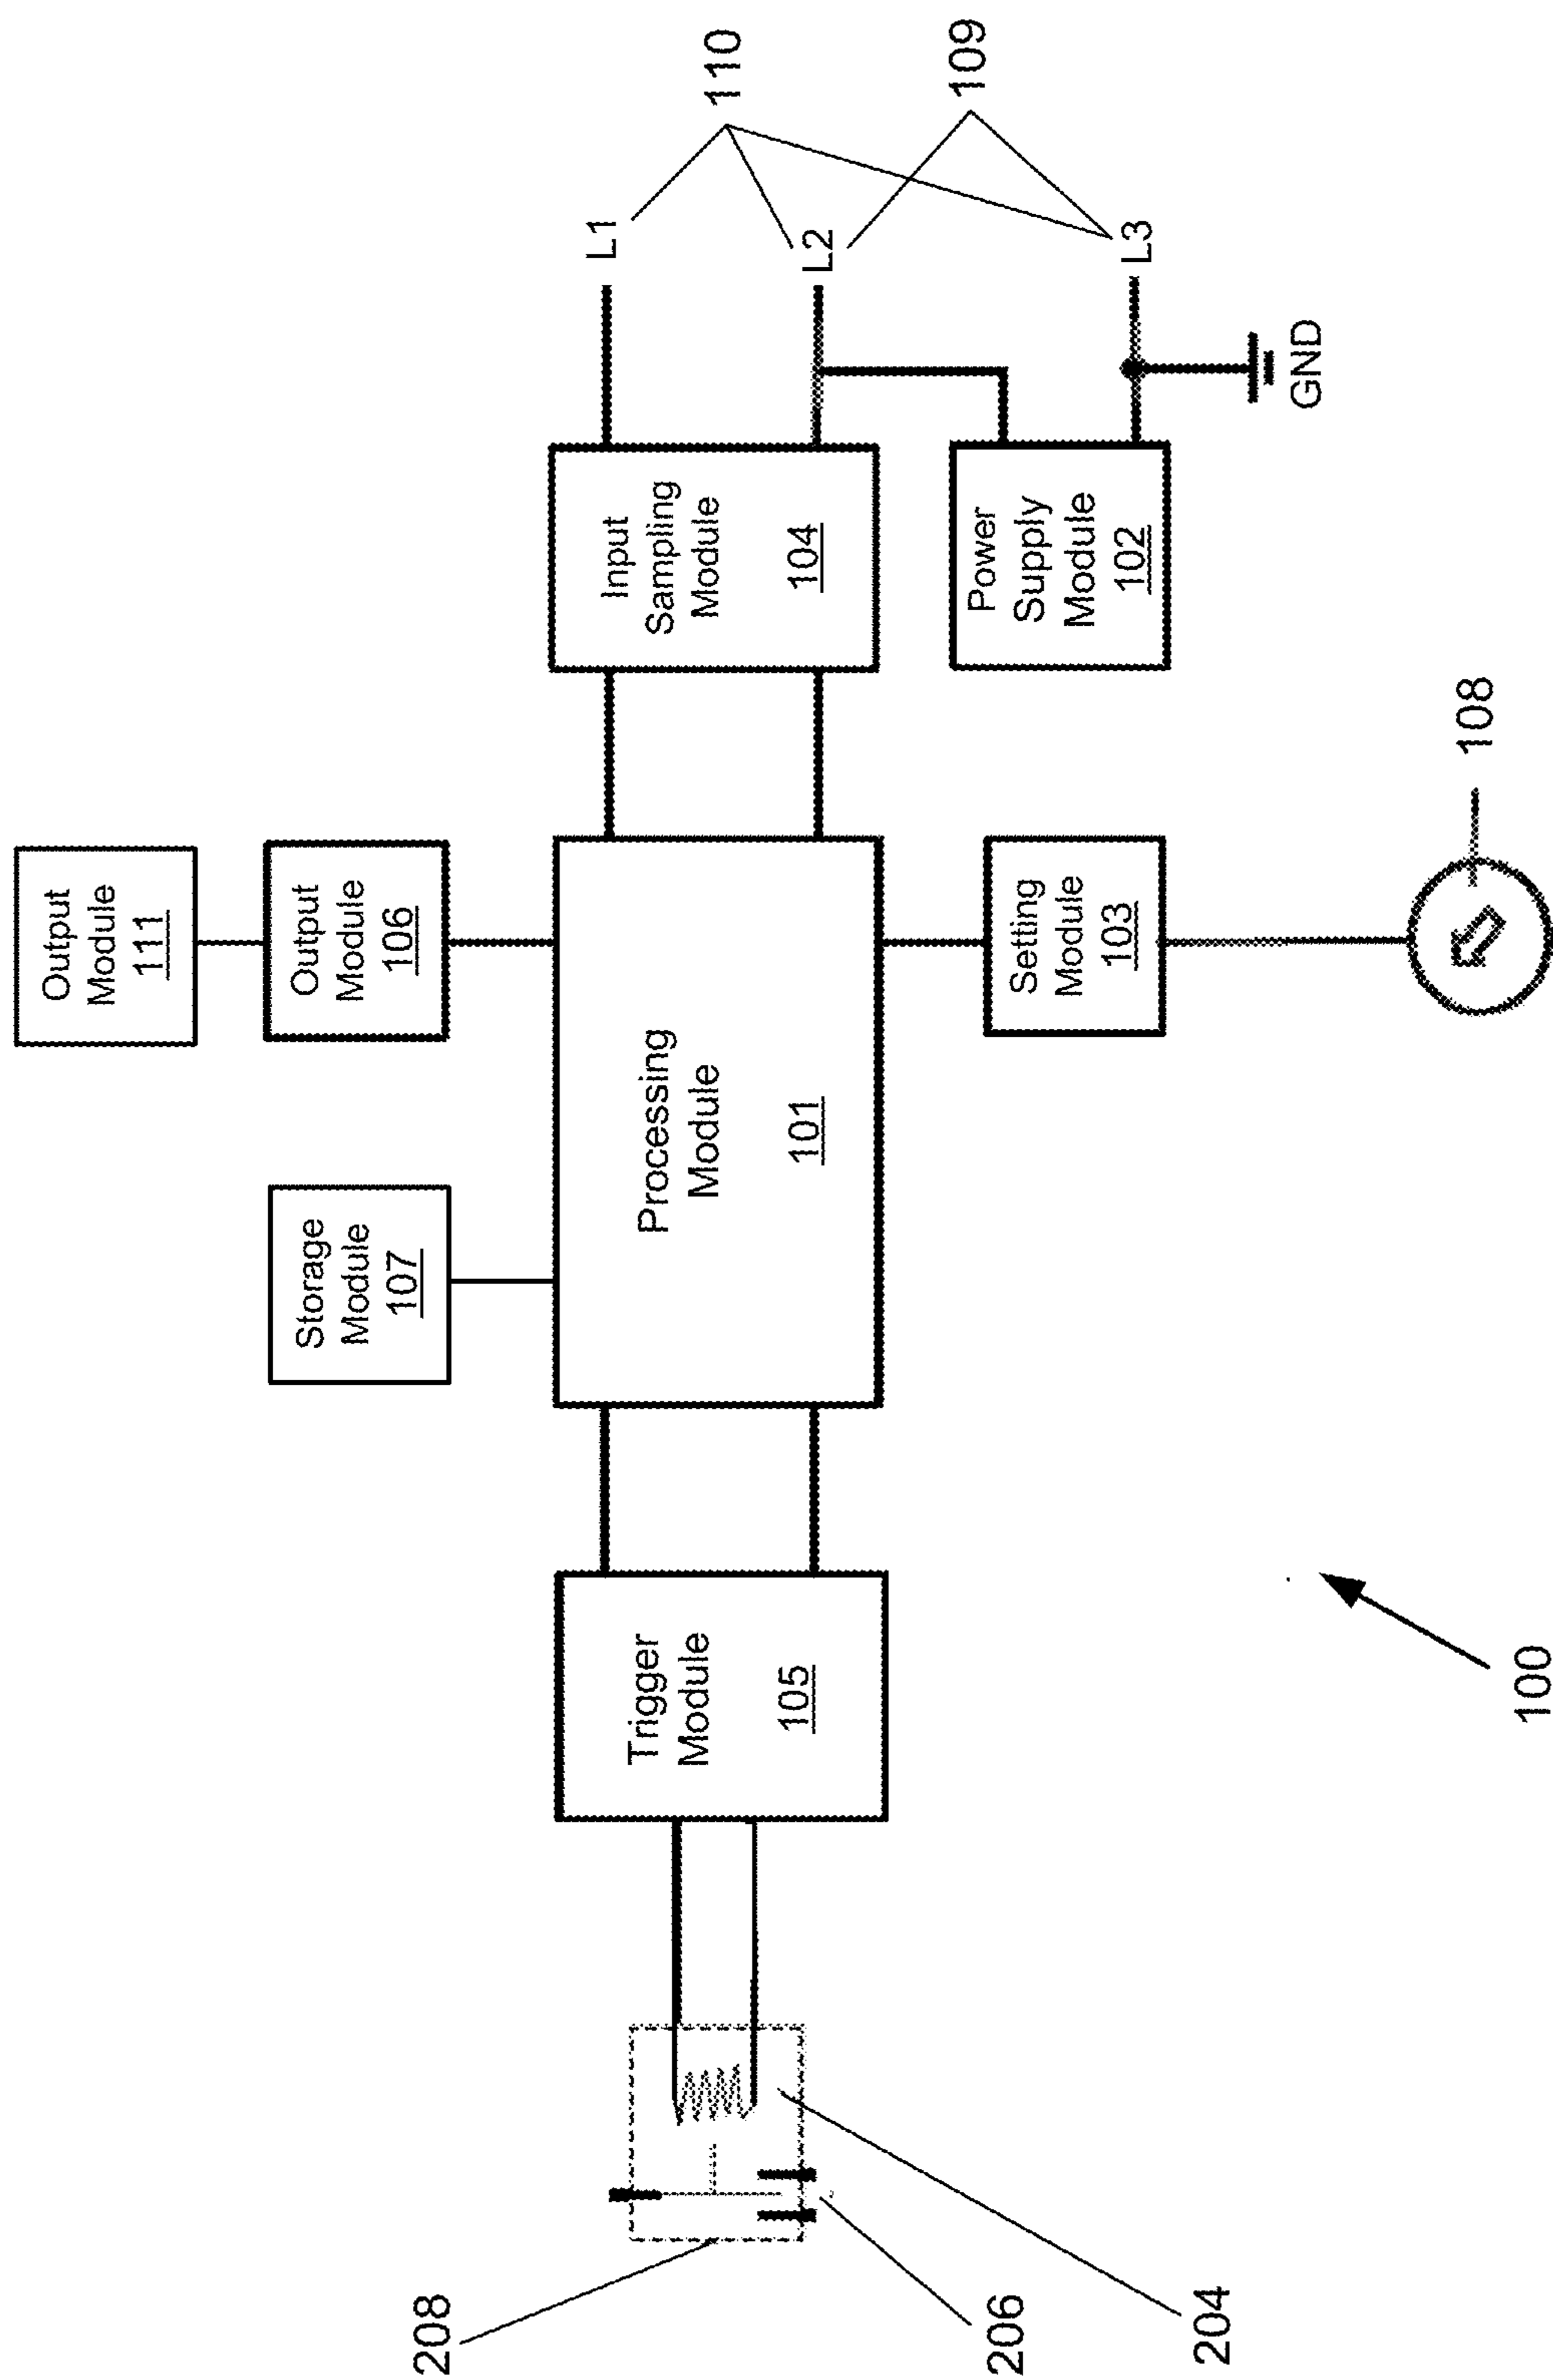 Output
Module
111
Output
Module
106
Storage
Module
107
110
109
L1
L2
L3
GND
Input
Sampling
Module
104
Power
Supply
Module
102
Processing
Module
101
Setting
Module
103
108
Trigger
Module
105
208
206
204
100